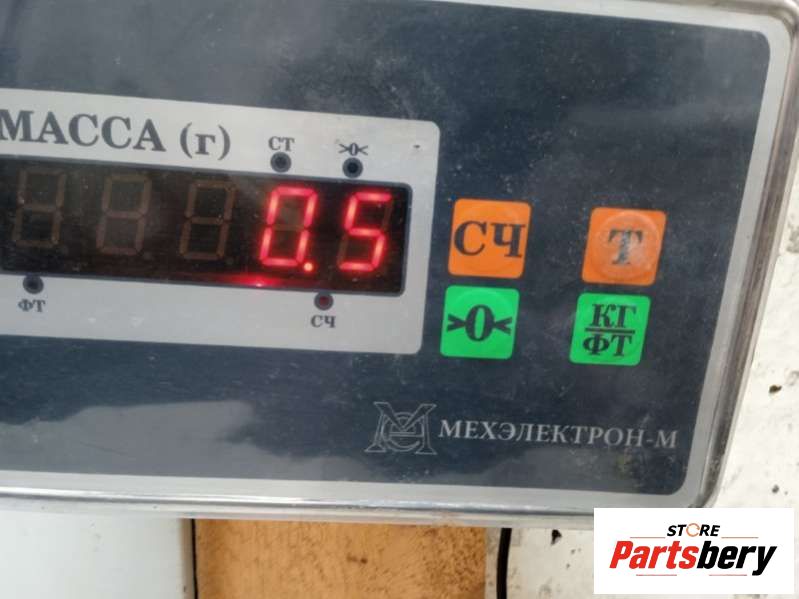 МАССА (г)
СТ >0<
0.5
ФТ СЧ
СЧ Т
>0< КГ
ФТ
МЕХЭЛЕКТРОН-М
STORE
Partsbery